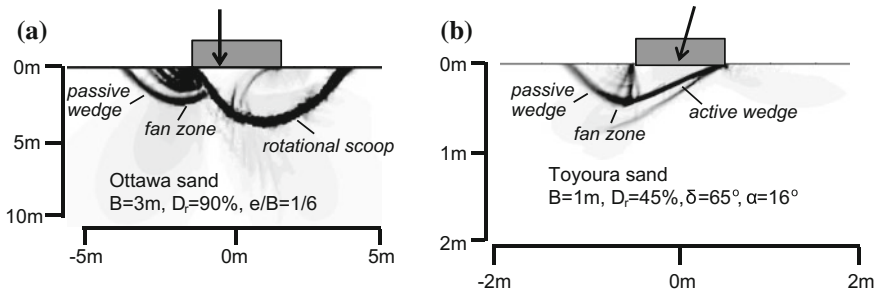 (a)
0m
5m
10m
passive
wedge
fan zone
rotational scoop
Ottawa sand
B=3m, Dr=90%, e/B=1/6
-5m
0m
5m
(b)
0m
1m
2m
passive
wedge
fan zone
active wedge
Toyoura sand
B=1m, Dr=45%, δ=65°, α=16°
-2m
0m
2m